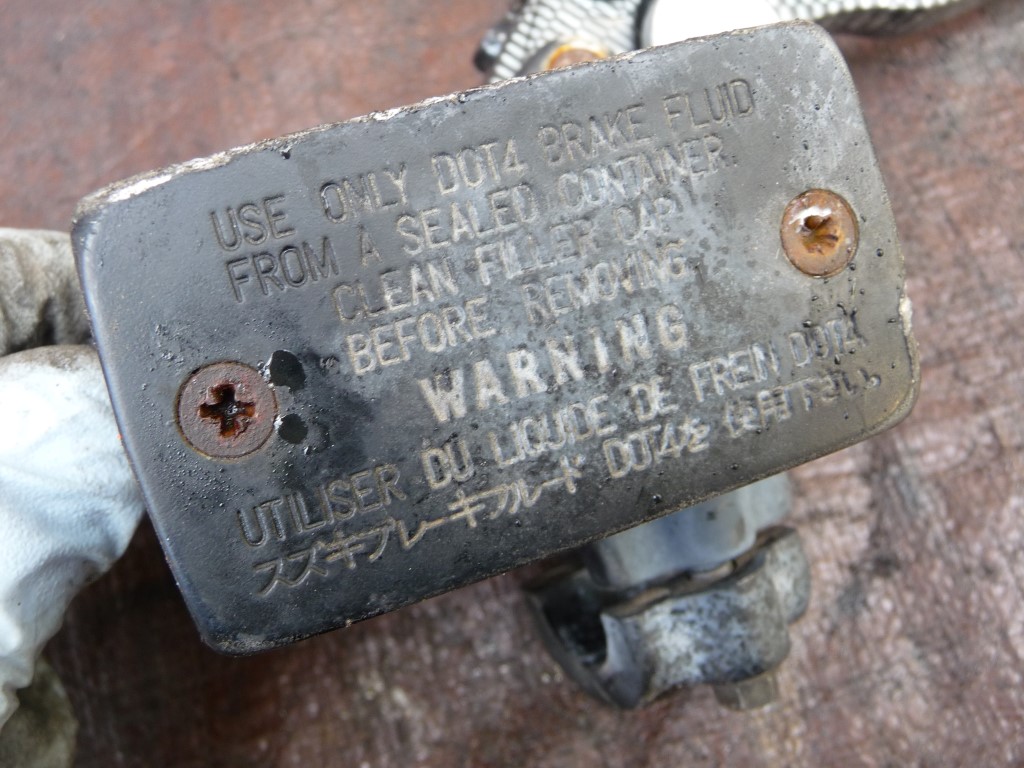 USE ONLY DOT4 BRAKE FLUID
FROM A SEALED CONTAINER
CLEAN FILLER CAP
BEFORE REMOVING
WARNING
UTILISER DU LIQUIDE DE FREIN DOT4
スズキブレーキフルード DOT4を使用下さい